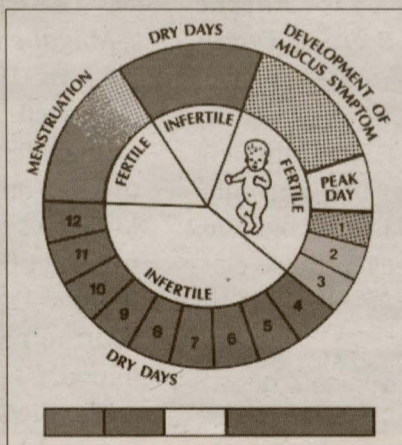 DRY DAYS
DEVELOPMENT OF
MUCUS SYMPTOM
MENSTRUATION
FERTILE
INFERTILE
FERTILE
PEAK
DAY
1
2
3
4
5
6
7
8
9
10
11
12
INFERTILE
DRY DAYS